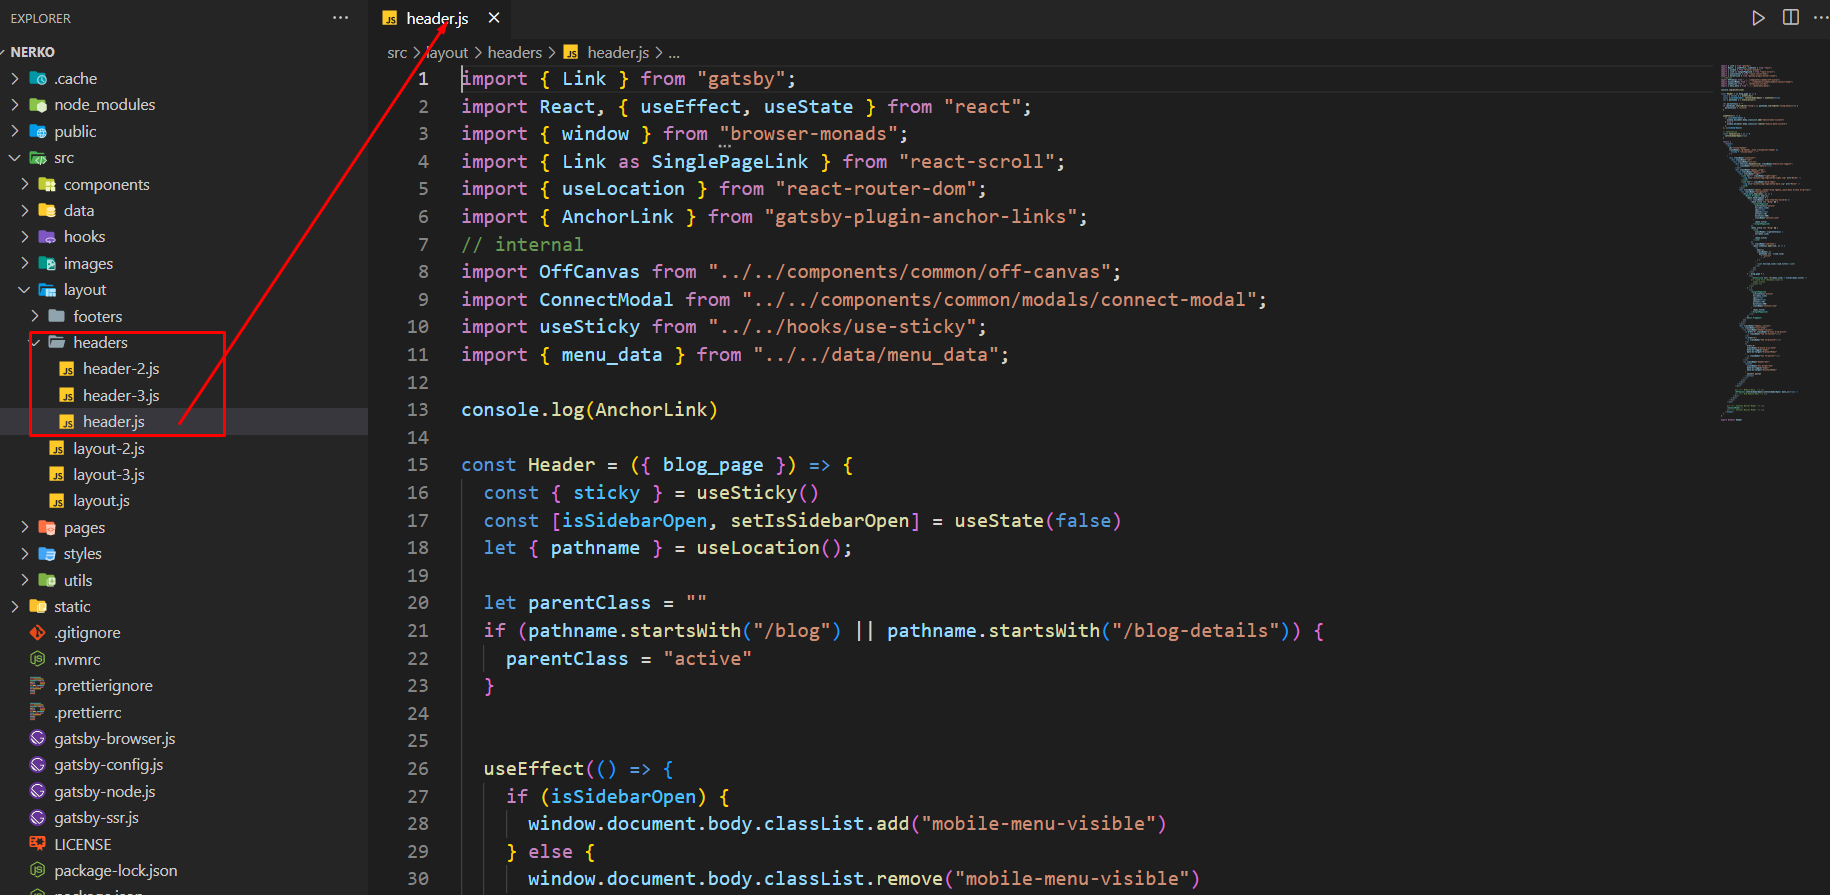 EXPLORER
NERKO
.cache
node_modules
public
src
components
data
hooks
images
layout
footers
headers
header-2.js
header-3.js
header.js
layout-2.js
layout-3.js
layout.js
pages
styles
utils
static
.gitignore
.nvmrc
.prettierignore
.prettierrc
gatsby-browser.js
gatsby-config.js
gatsby-node.js
gatsby-ssr.js
LICENSE
package-lock.json
package.json
header.js
src > layout > headers > header.js > ...
1 import { Link } from "gatsby";
2 import React, { useEffect, useState } from "react";
3 import { window } from "browser-monads";
4 import { Link as SinglePageLink } from "react-scroll";
5 import { useLocation } from "react-router-dom";
6 import { AnchorLink } from "gatsby-plugin-anchor-links";
7 // internal
8 import OffCanvas from "../../components/common/off-canvas";
9 import ConnectModal from "../../components/common/modals/connect-modal";
10 import useSticky from "../../hooks/use-sticky";
11 import { menu_data } from "../../data/menu_data";
12
13 console.log(AnchorLink)
14
15 const Header = ({ blog_page }) => {
16 const { sticky } = useSticky()
17 const [isSidebarOpen, setIsSidebarOpen] = useState(false)
18 let { pathname } = useLocation();
19
20 let parentClass = ""
21 if (pathname.startsWith("/blog") || pathname.startsWith("/blog-details")) {
22 parentClass = "active"
23 }
24
25
26 useEffect(() => {
27 if (isSidebarOpen) {
28 window.document.body.classList.add("mobile-menu-visible")
29 } else {
30 window.document.body.classList.remove("mobile-menu-visible")